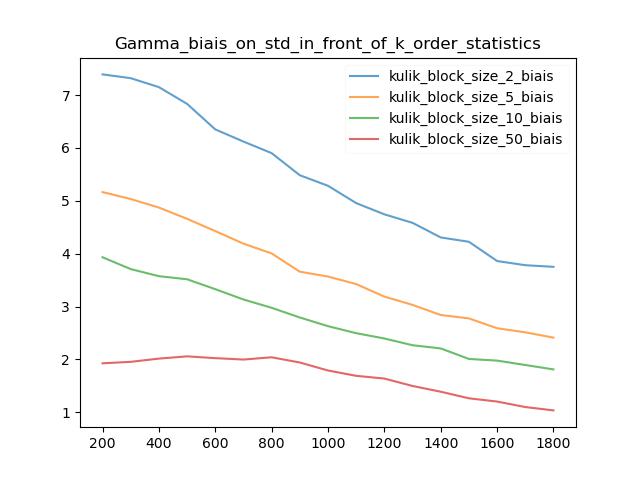 Gamma_biais_on_std_in_front_of_k_order_statistics
kulik_block_size_2_biais
kulik_block_size_5_biais
kulik_block_size_10_biais
kulik_block_size_50_biais
7
6
5
4
3
2
1
200 400 600 800 1000 1200 1400 1600 1800